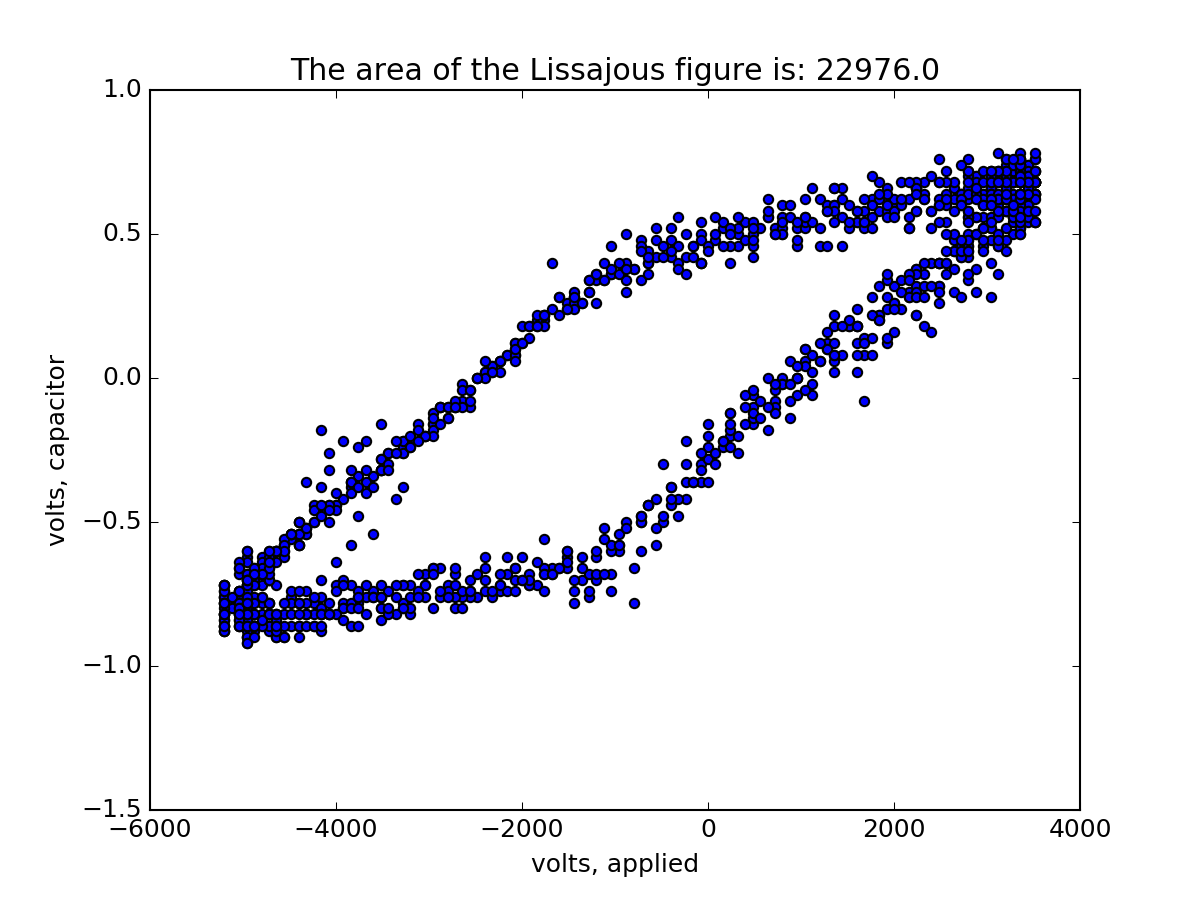 The area of the Lissajous figure is: 22976.0
1.0
0.5
0.0
−0.5
−1.0
−1.5
volts, capacitor
−6000 −4000 −2000 0 2000 4000
volts, applied